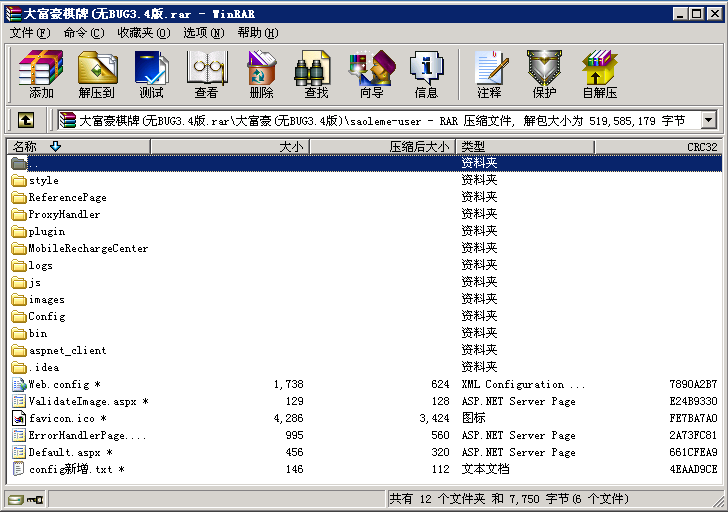 大富豪棋牌(无BUG3.4版.rar - WinRAR
文件(F) 命令(C) 收藏夹(O) 选项(N) 帮助(H)
添加 解压到 测试 查看 删除 查找 向导 信息 注释 保护 自解压
大富豪棋牌(无BUG3.4版.rar\大富豪(无BUG3.4版)\saoleme-user - RAR 压缩文件, 解包大小为 519,585,179 字节
名称 大小 压缩后大小 类型 CRC32
.. 资料夹
style 资料夹
ReferencePage 资料夹
ProxyHandler 资料夹
plugin 资料夹
MobileRechargeCenter 资料夹
logs 资料夹
js 资料夹
images 资料夹
Config 资料夹
bin 资料夹
aspnet_client 资料夹
.idea 资料夹
Web.config * 1,738 624 XML Configuration ... 7890A2B7
ValidateImage.aspx * 129 128 ASP.NET Server Page E24B9330
favicon.ico * 4,286 3,424 图标 FE7BA7A0
ErrorHandlerPage.... 995 560 ASP.NET Server Page 2A73FC81
Default.aspx * 456 320 ASP.NET Server Page 661CFEA9
config新增.txt * 146 112 文本文档 4EAAD9CE
共有 12 个文件夹 和 7,750 字节(6 个文件)